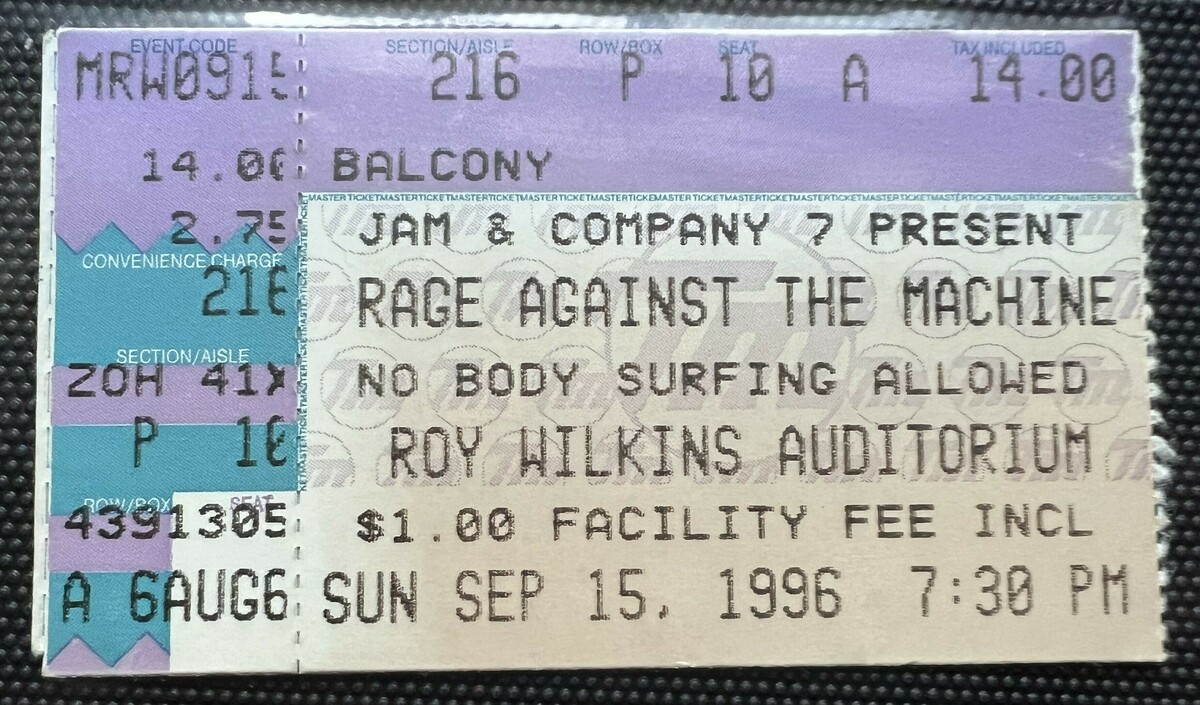 EVENT CODE SECTION/AISLE ROW/BOX SEAT TAX INCLUDED
MRW0915 216 P 10 A 14.00
14.00 BALCONY
2.75 JAM & COMPANY 7 PRESENT
CONVENIENCE CHARGE
216 RAGE AGAINST THE MACHINE
SECTION/AISLE
ZOH 41X NO BODY SURFING ALLOWED
P 10 ROY WILKINS AUDITORIUM
ROW/BOX SEAT
4391305 $1.00 FACILITY FEE INCL
A 6AUG6 SUN SEP 15, 1996 7:30 PM